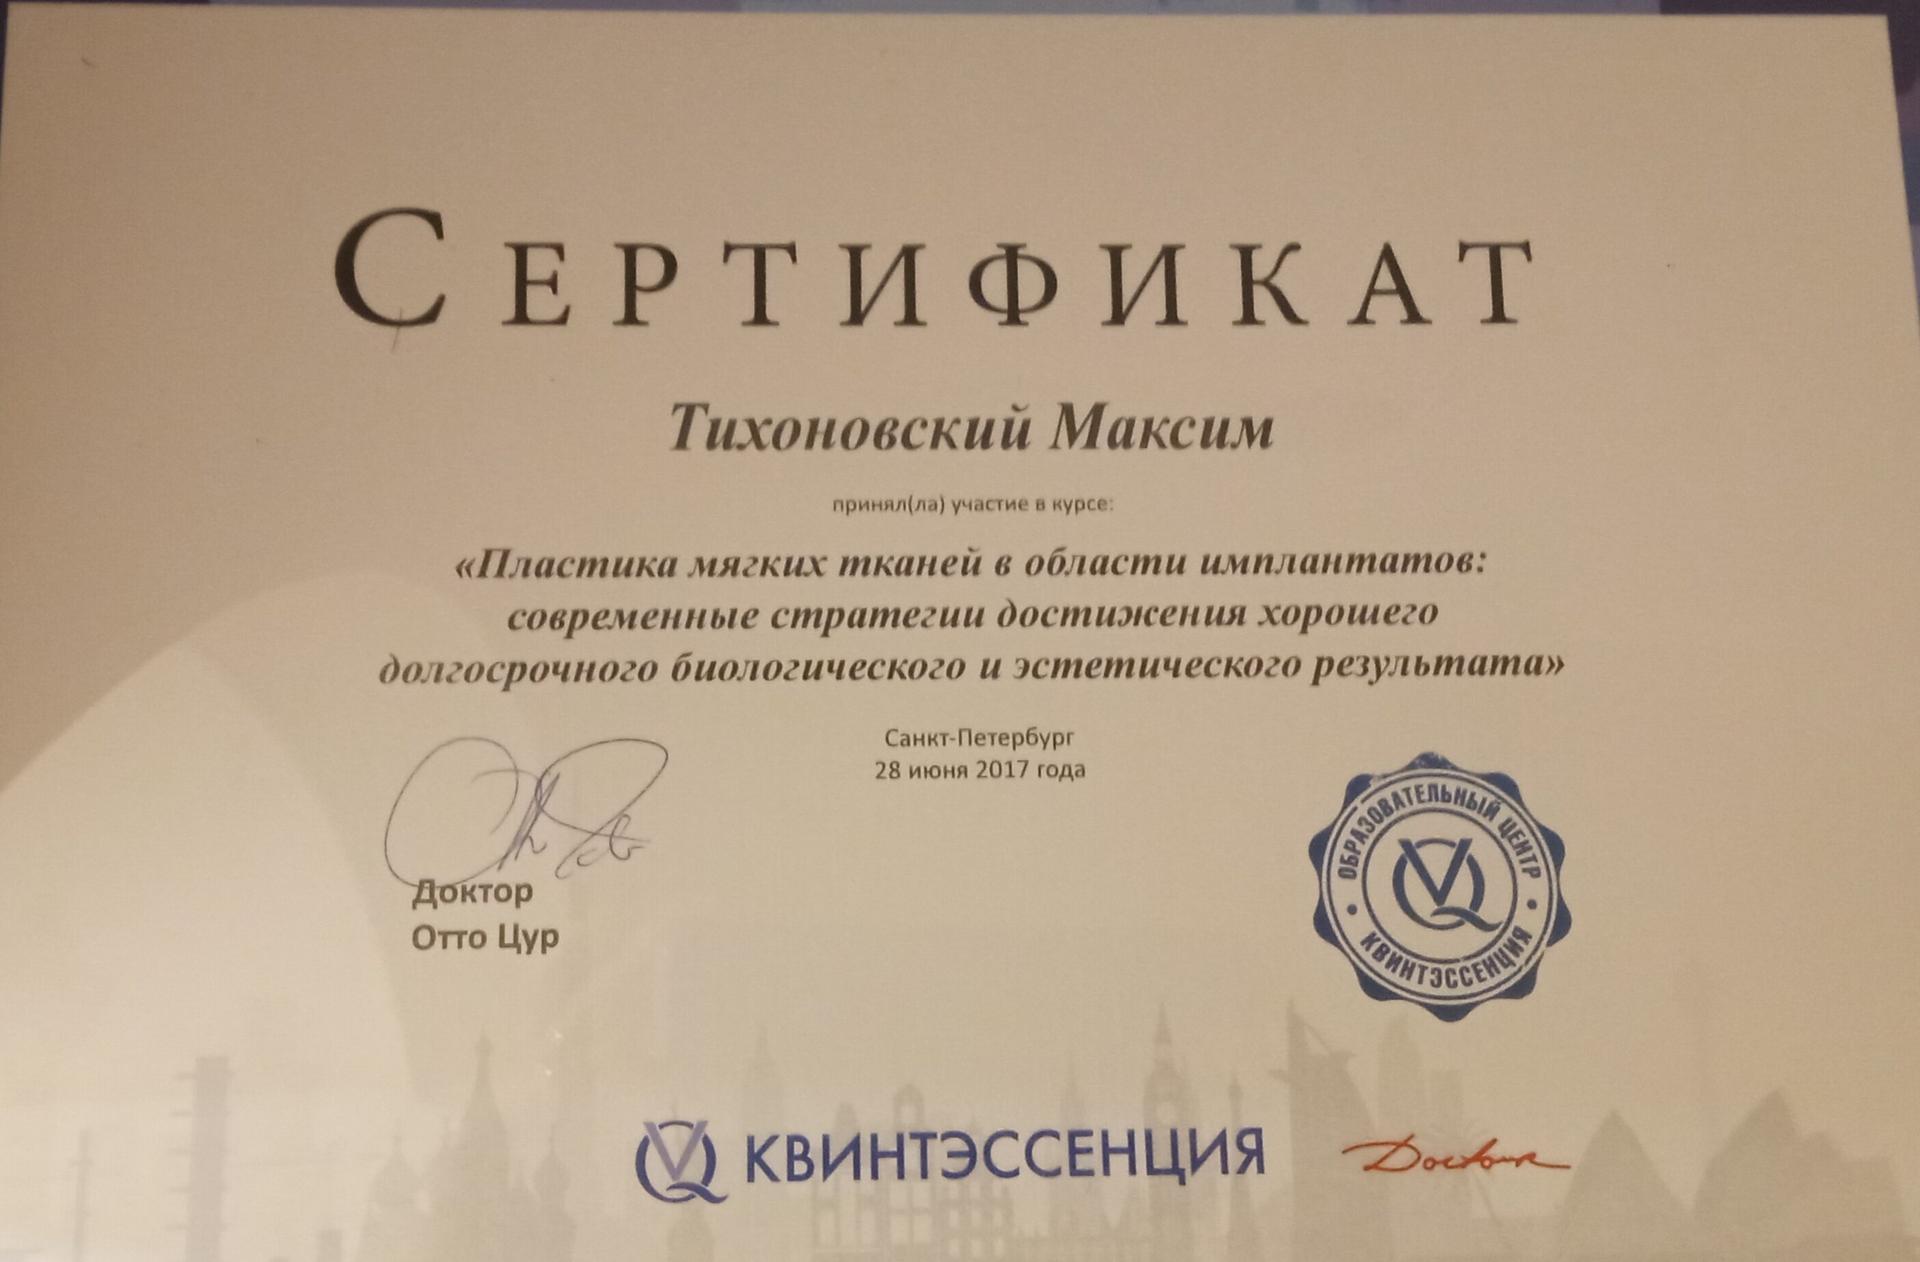 СЕРТИФИКАТ
Тихоновский Максим
принял(ла) участие в курсе:
«Пластика мягких тканей в области имплантатов:
современные стратегии достижения хорошего
долгосрочного биологического и эстетического результата»
Санкт-Петербург
28 июня 2017 года
Доктор
Отто Цур
ОБРАЗОВАТЕЛЬНЫЙ ЦЕНТР
КВИНТЭССЕНЦИЯ
КВИНТЭССЕНЦИЯ